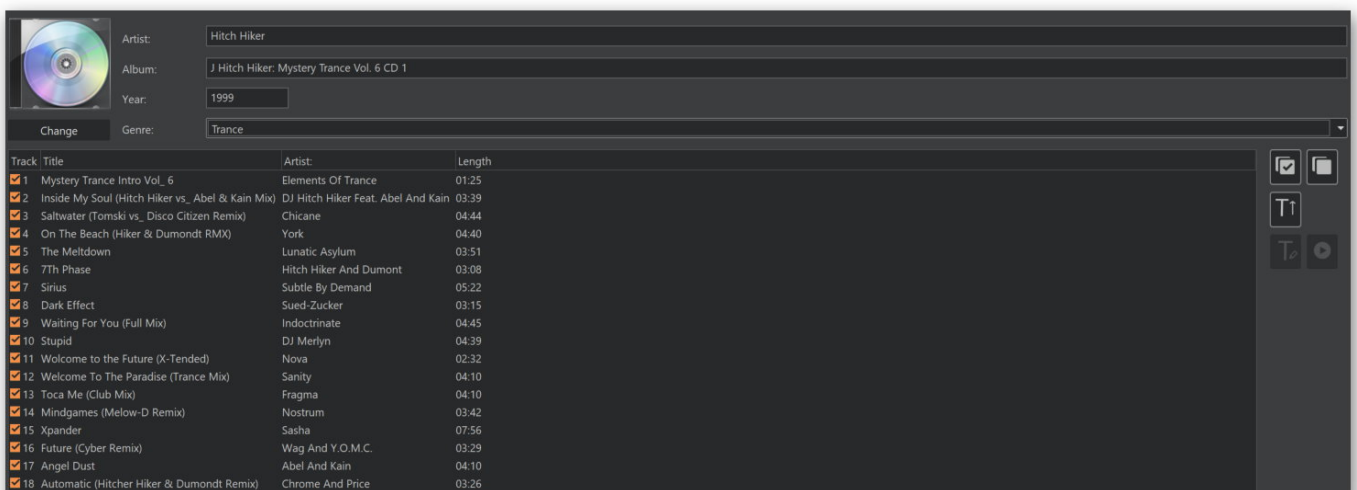 Artist: Hitch Hiker
Album: J Hitch Hiker: Mystery Trance Vol. 6 CD 1
Year: 1999
Change Genre: Trance
Track Title Artist: Length
1 Mystery Trance Intro Vol_ 6 Elements Of Trance 01:25
2 Inside My Soul (Hitch Hiker vs_ Abel & Kain Mix) DJ Hitch Hiker Feat. Abel And Kain 03:39
3 Saltwater (Tomski vs_ Disco Citizen Remix) Chicane 04:44
4 On The Beach (Hiker & Dumondt RMX) York 04:40
5 The Meltdown Lunatic Asylum 03:51
6 7Th Phase Hitch Hiker And Dumont 03:08
7 Sirius Subtle By Demand 05:22
8 Dark Effect Sued-Zucker 03:15
9 Waiting For You (Full Mix) Indoctrinate 04:45
10 Stupid DJ Merlyn 04:39
11 Wolcome to the Future (X-Tended) Nova 02:32
12 Welcome To The Paradise (Trance Mix) Sanity 04:10
13 Toca Me (Club Mix) Fragma 04:10
14 Mindgames (Melow-D Remix) Nostrum 03:42
15 Xpander Sasha 07:56
16 Future (Cyber Remix) Wag And Y.O.M.C. 03:29
17 Angel Dust Abel And Kain 04:10
18 Automatic (Hitcher Hiker & Dumondt Remix) Chrome And Price 03:26